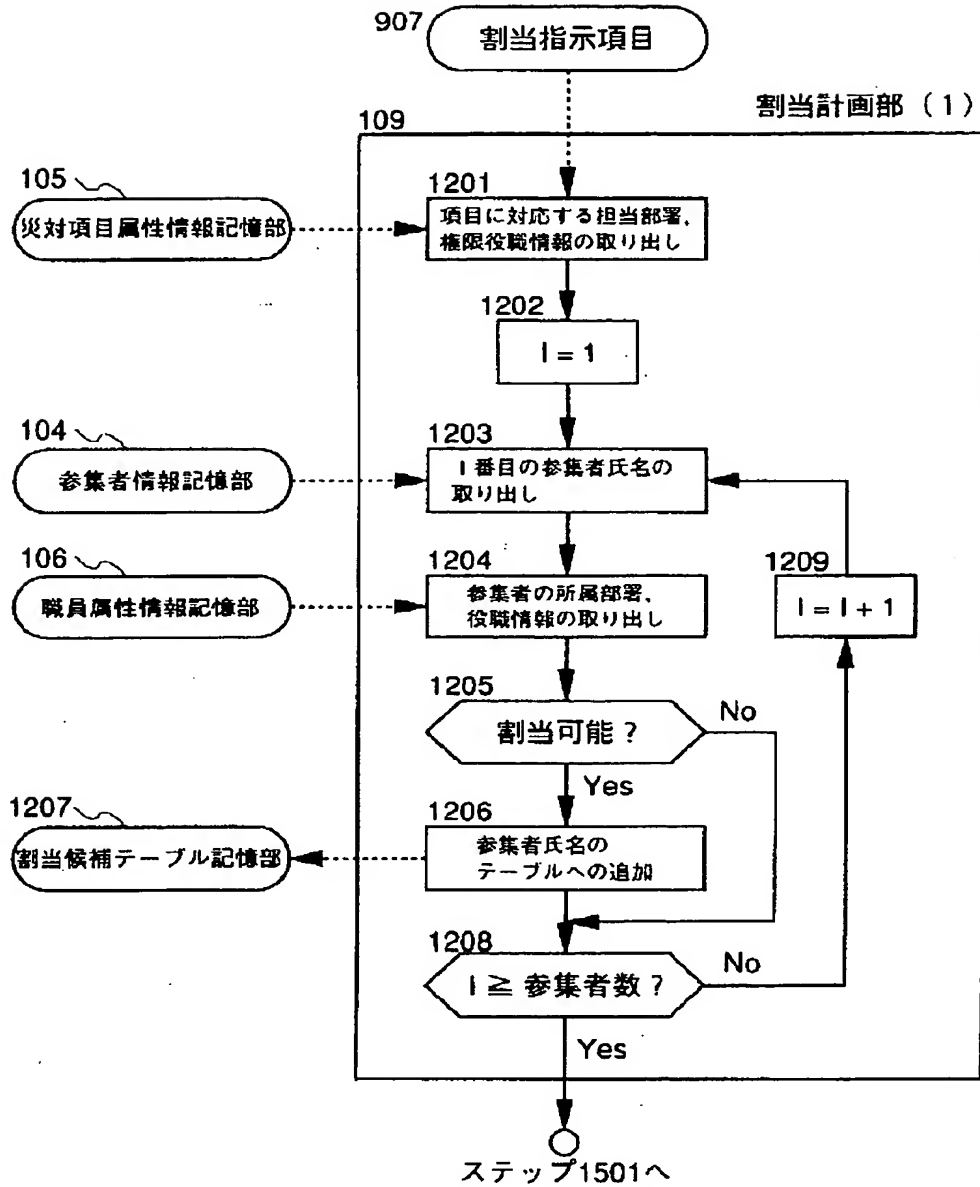 907
割当指示項目
割当計画部（1）
109
105
災対項目属性情報記憶部
1201
項目に対応する担当部署、
権限役職情報の取り出し
1202
I = 1
104
参集者情報記憶部
1203
I 番目の参集者氏名の
取り出し
106
職員属性情報記憶部
1204
参集者の所属部署、
役職情報の取り出し
1209
I = I + 1
1205
割当可能？
No
Yes
1207
割当候補テーブル記憶部
1206
参集者氏名の
テーブルへの追加
1208
I ≧ 参集者数？
No
Yes
ステップ1501へ